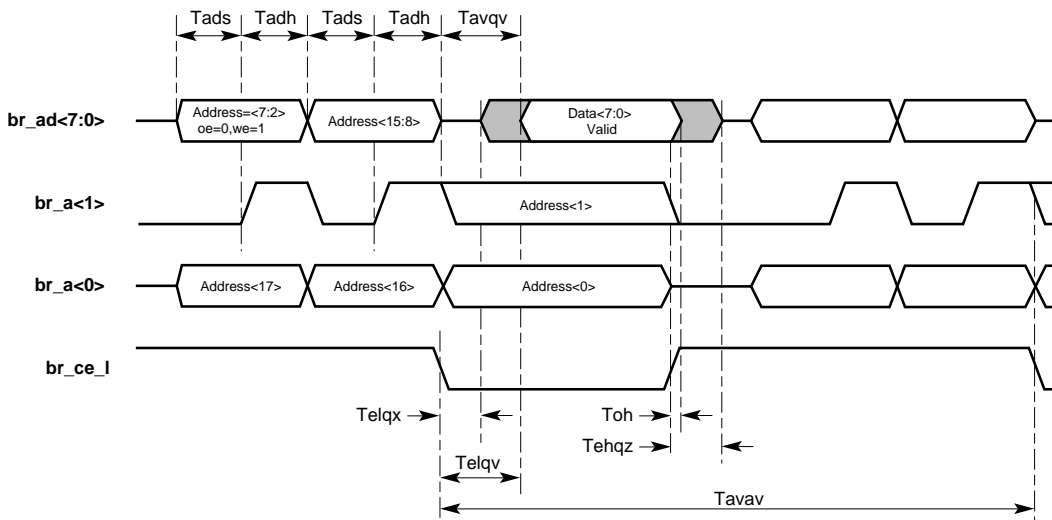 Tads Tadh Tads Tadh Tavqv
br_ad<7:0>
Address=<7:2>
oe=0,we=1
Address<15:8>
Data<7:0>
Valid
br_a<1>
Address<1>
br_a<0>
Address<17>
Address<16>
Address<0>
br_ce_l
Telqx
Toh
Tehqz
Telqv
Tavav